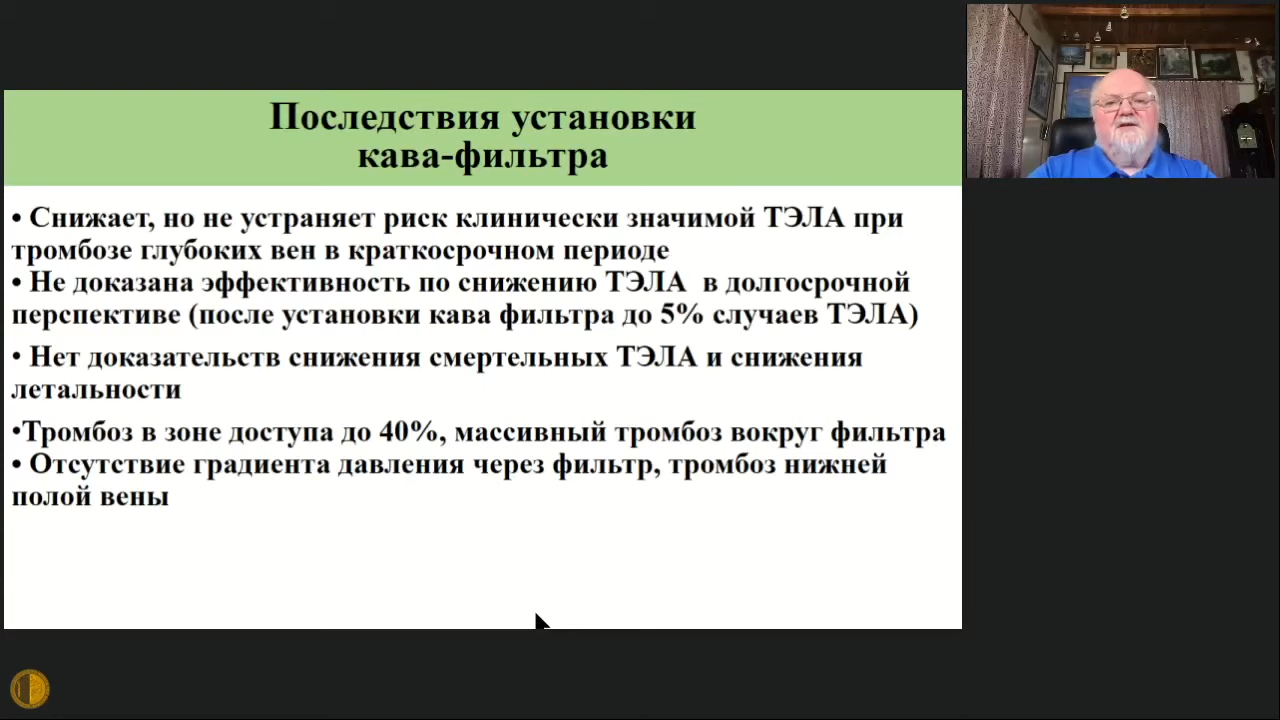 Последствия установки
кава-фильтра
• Снижает, но не устраняет риск клинически значимой ТЭЛА при
тромбозе глубоких вен в краткосрочном периоде
• Не доказана эффективность по снижению ТЭЛА в долгосрочной
перспективе (после установки кава фильтра до 5% случаев ТЭЛА)
• Нет доказательств снижения смертельных ТЭЛА и снижения
летальности
•Тромбоз в зоне доступа до 40%, массивный тромбоз вокруг фильтра
• Отсутствие градиента давления через фильтр, тромбоз нижней
полой вены